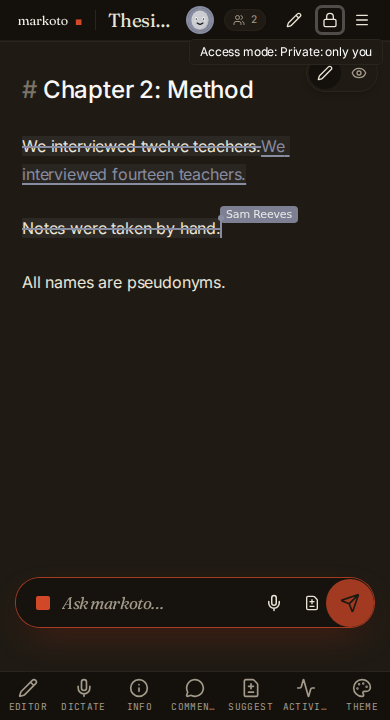 markoto
Thesi...
2
Access mode: Private: only you
# Chapter 2: Method
We interviewed twelve teachers.We
interviewed fourteen teachers.
Sam Reeves
Notes were taken by hand.
All names are pseudonyms.
Ask markoto...
EDITOR DICTATE INFO COMMEN… SUGGEST ACTIVI… THEME